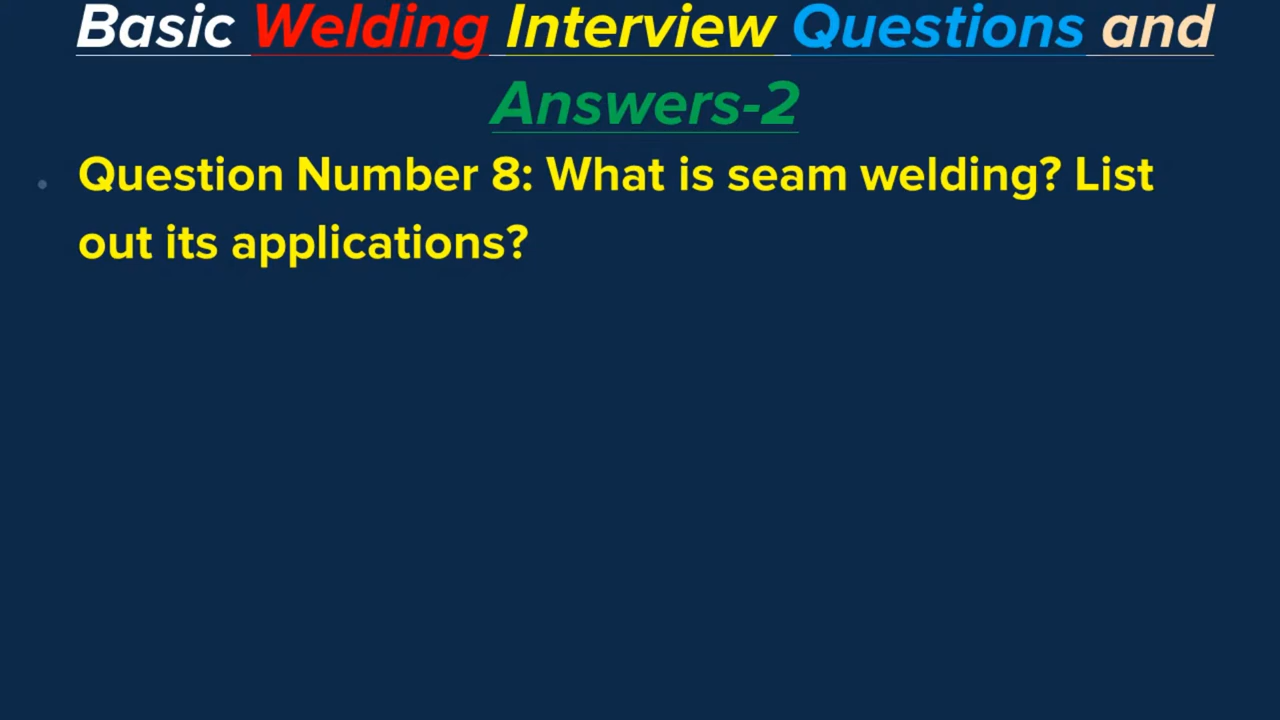 Basic Welding Interview Questions and
Answers-2
• Question Number 8: What is seam welding? List
out its applications?